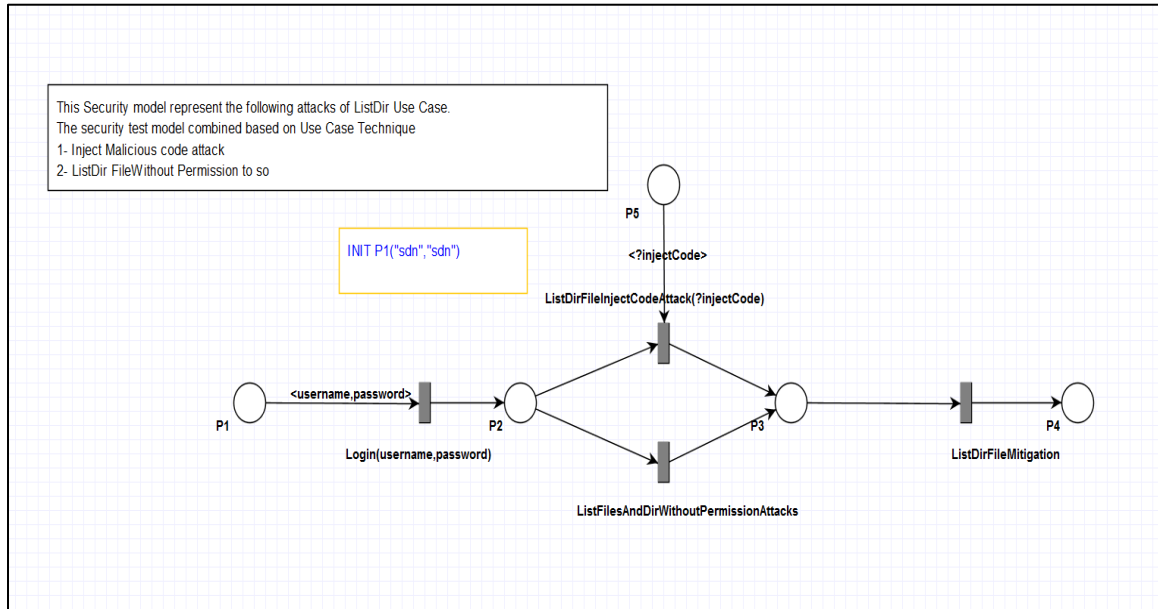 This Security model represent the following attacks of ListDir Use Case.
The security test model combined based on Use Case Technique
1- Inject Malicious code attack
2- ListDir FileWithout Permission to so
P5
INIT P1("sdn","sdn")
<?injectCode>
ListDirFileInjectCodeAttack(?injectCode)
<username,password>
P1
P2
P3
P4
Login(username,password)
ListDirFileMitigation
ListFilesAndDirWithoutPermissionAttacks